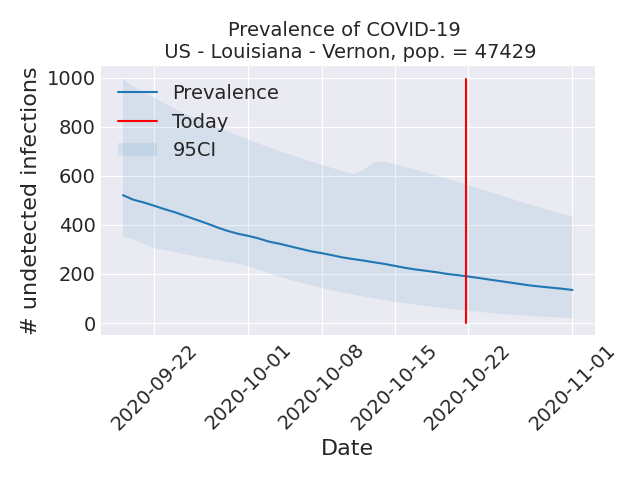 Prevalence of COVID-19
US - Louisiana - Vernon, pop. = 47429
# undetected infections
1000
800
600
400
200
0
Prevalence
Today
95CI
2020-09-22
2020-10-01
2020-10-08
2020-10-15
2020-10-22
2020-11-01
Date